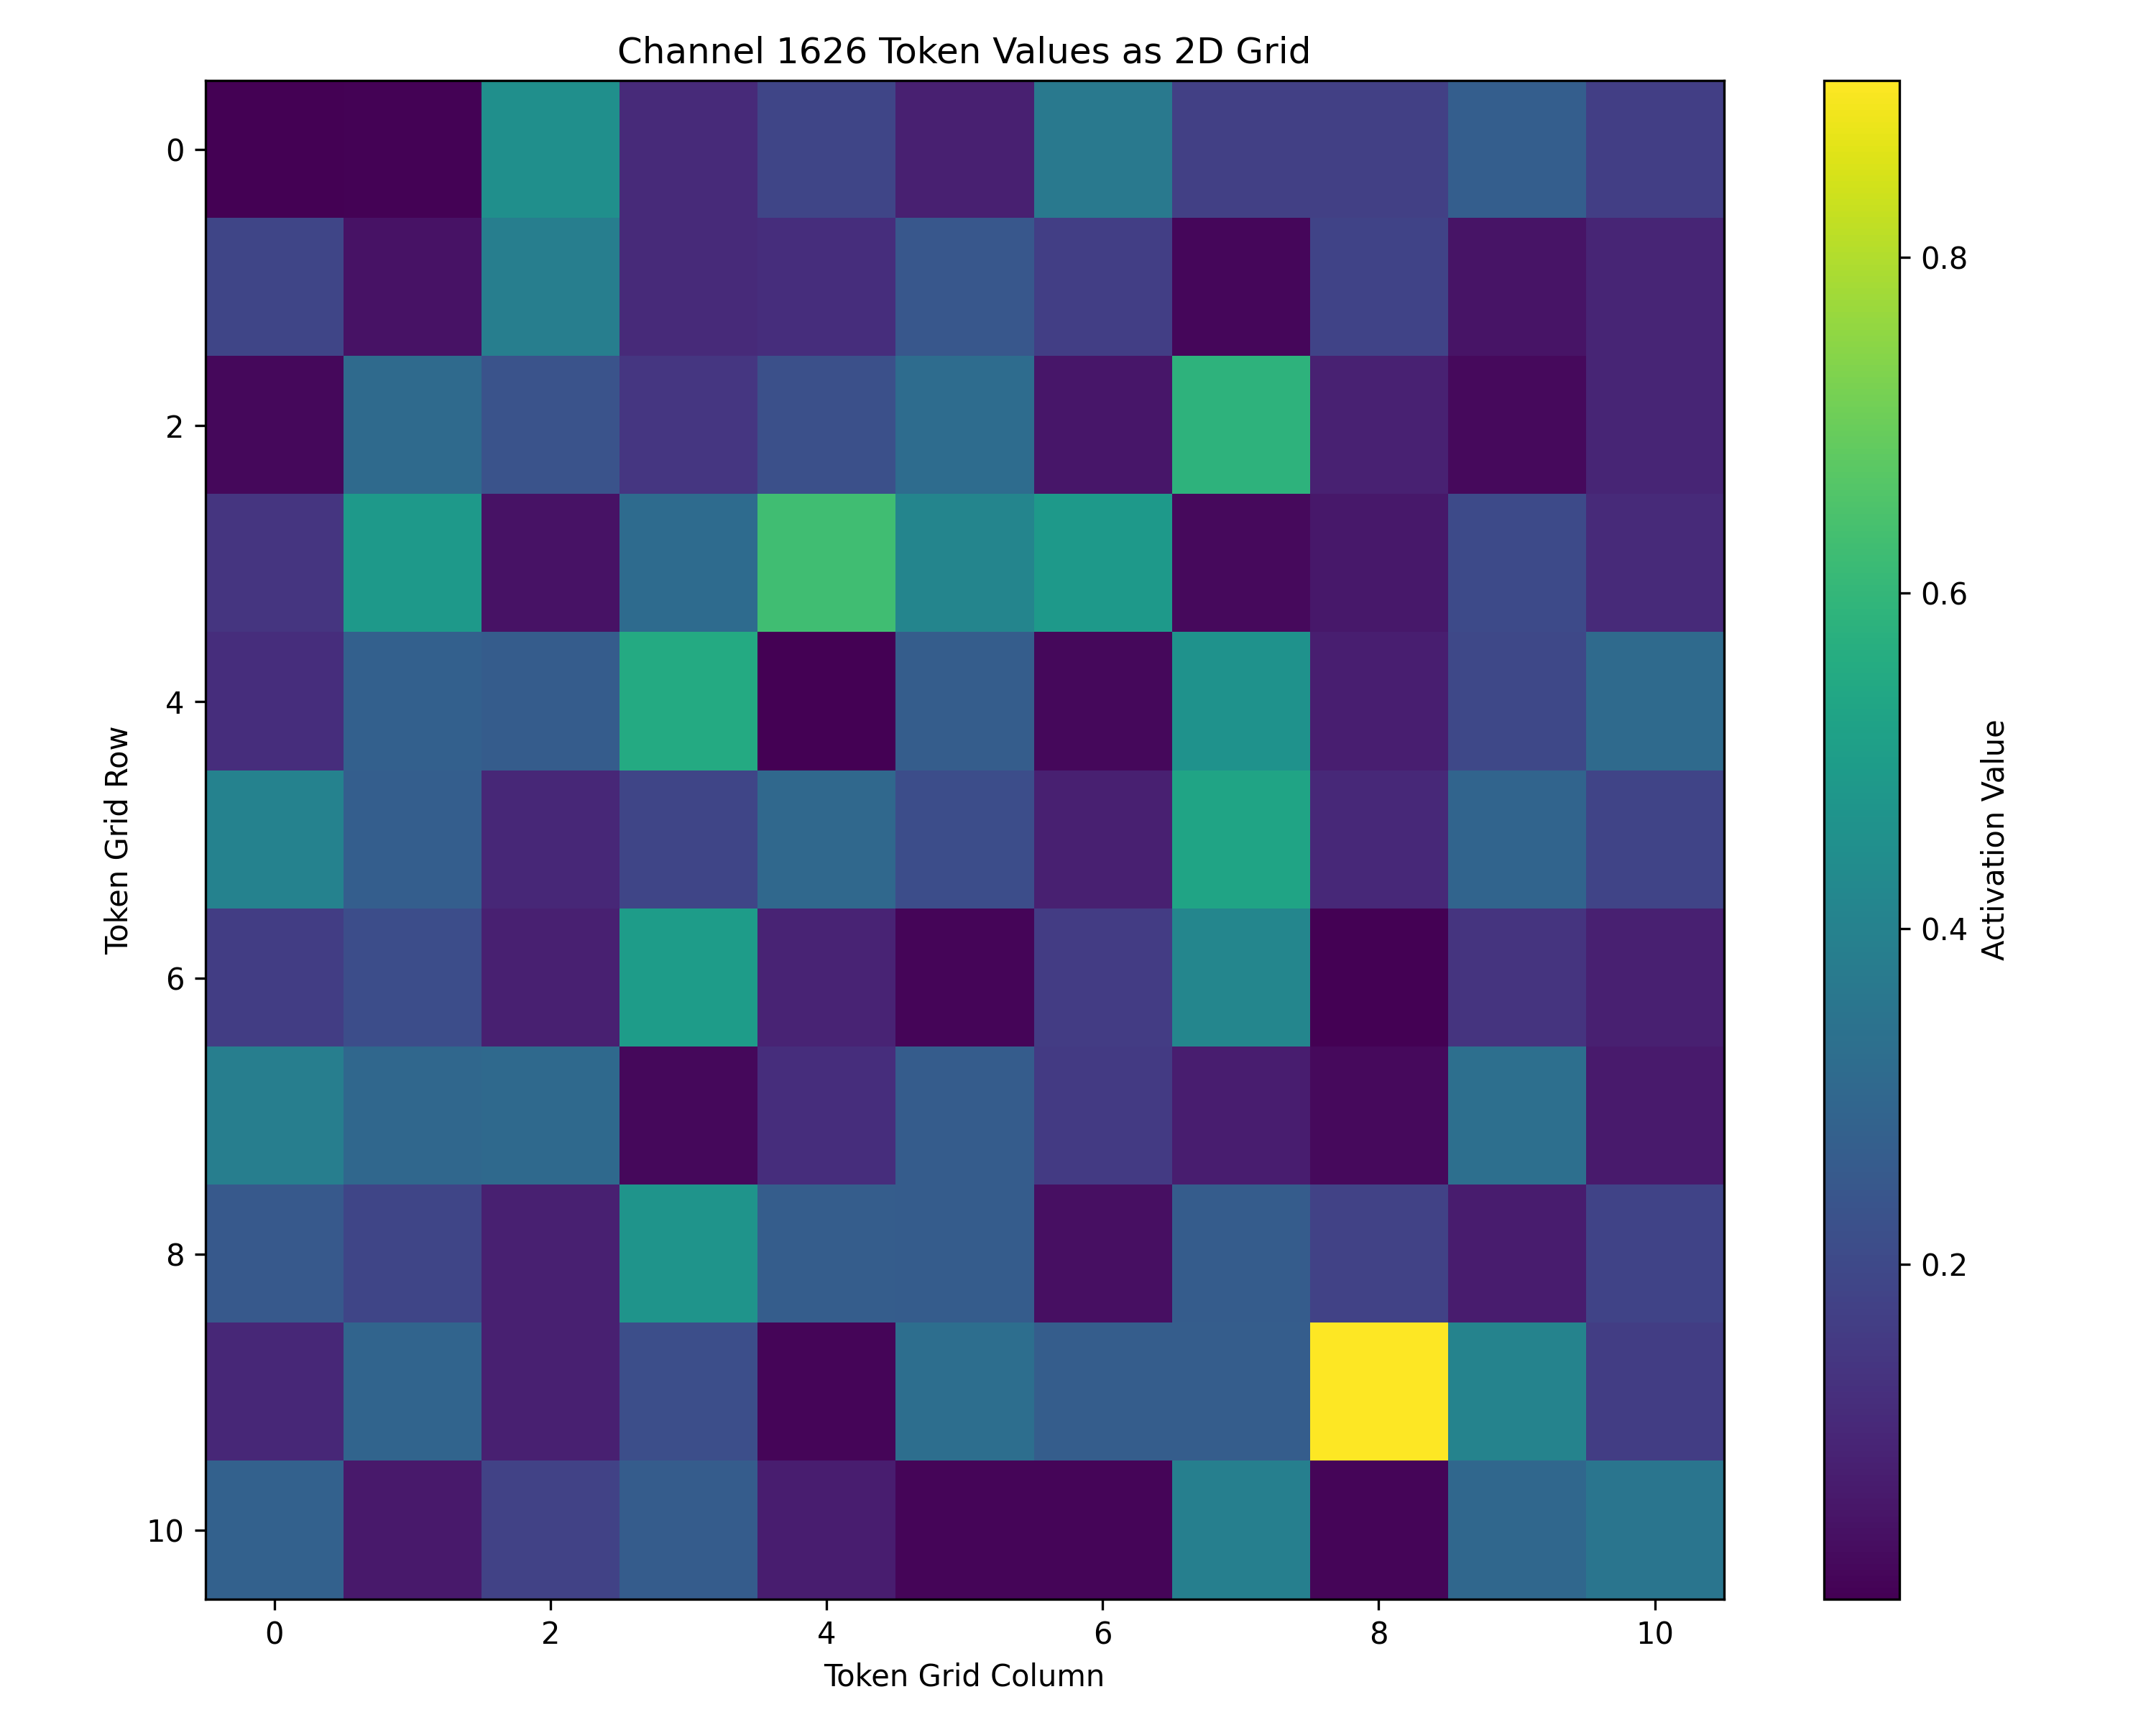 Channel 1626 Token Values as 2D Grid
0
2
4
6
8
10
Token Grid Row
0 2 4 6 8 10
Token Grid Column
0.8
0.6
0.4
0.2
Activation Value